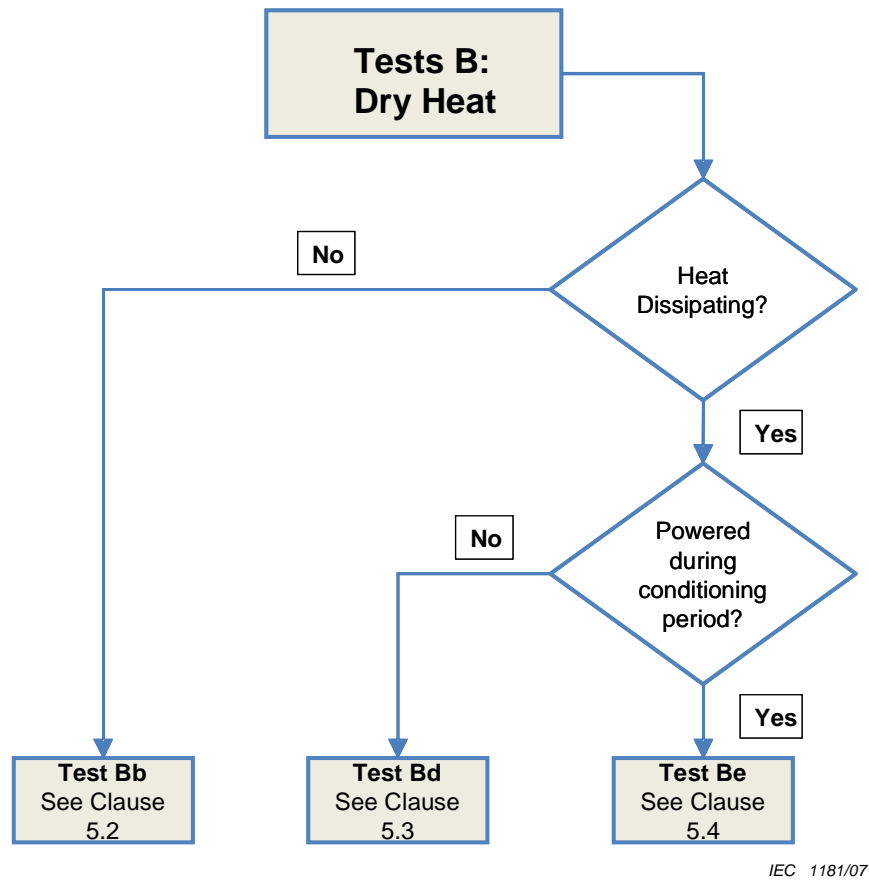 Tests B:
Dry Heat
No
Heat
Dissipating?
Yes
No
Powered
during
conditioning
period?
Yes
Test Bb
See Clause
5.2
Test Bd
See Clause
5.3
Test Be
See Clause
5.4
IEC 1181/07